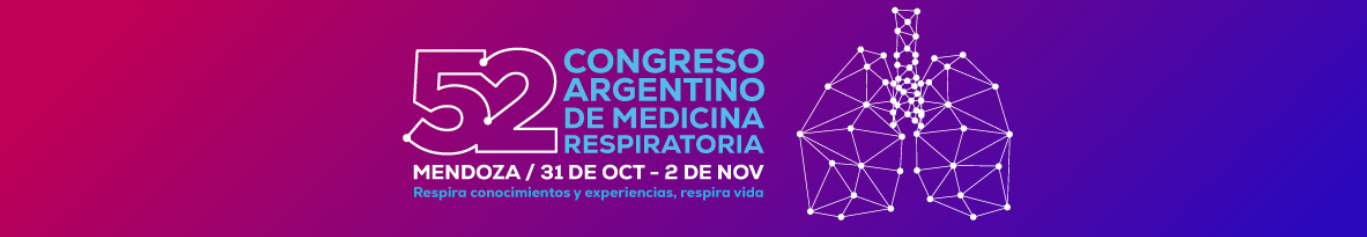 52
CONGRESO
ARGENTINO
DE MEDICINA
RESPIRATORIA
MENDOZA / 31 DE OCT - 2 DE NOV
Respira conocimientos y experiencias, respira vida